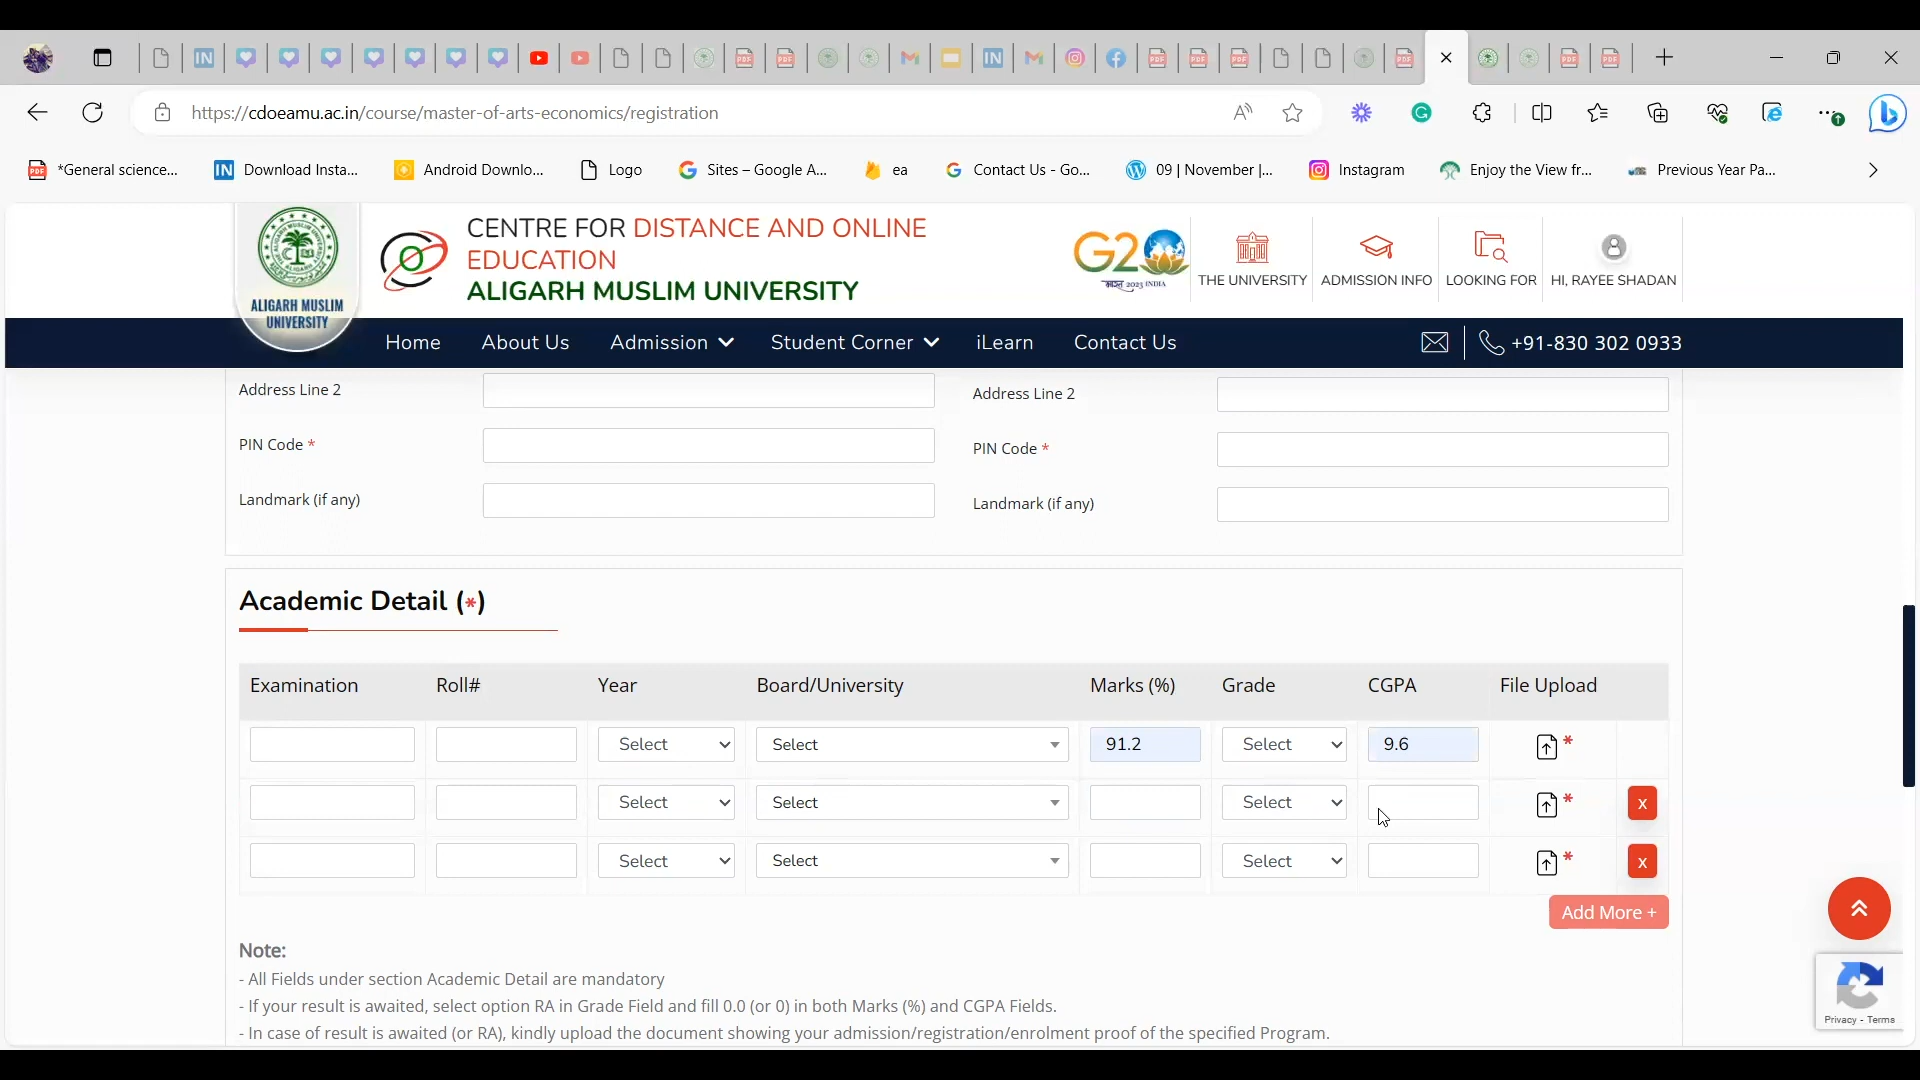 https://cdoeamu.ac.in/course/master-of-arts-economics/registration
*General science...
Download Insta...
Android Downlo...
Logo
Sites – Google A...
ea
Contact Us - Go...
09 | November |...
Instagram
Enjoy the View fr...
Previous Year Pa...
ALIGARH MUSLIM
UNIVERSITY
CENTRE FOR DISTANCE AND ONLINE
EDUCATION
ALIGARH MUSLIM UNIVERSITY
G20
भारत 2023 INDIA
THE UNIVERSITY
ADMISSION INFO
LOOKING FOR
HI, RAYEE SHADAN
Home About Us Admission Student Corner iLearn Contact Us +91-830 302 0933
Address Line 2 Address Line 2
PIN Code * PIN Code *
Landmark (if any) Landmark (if any)
Academic Detail (*)
Examination Roll# Year Board/University Marks (%) Grade CGPA File Upload
Select Select 91.2 Select 9.6 *
Select Select Select * x
Select Select Select * x
Add More +
Note:
- All Fields under section Academic Detail are mandatory
- If your result is awaited, select option RA in Grade Field and fill 0.0 (or 0) in both Marks (%) and CGPA Fields.
- In case of result is awaited (or RA), kindly upload the document showing your admission/registration/enrolment proof of the specified Program.
Privacy - Terms